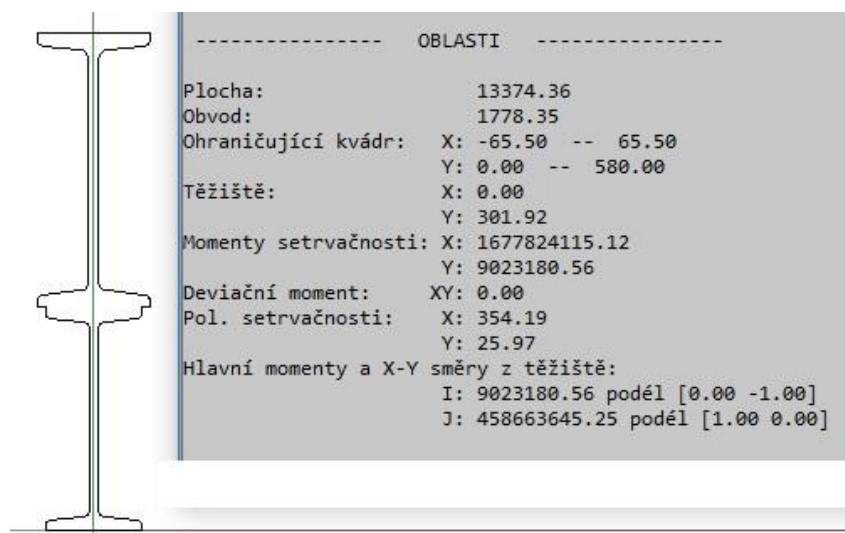 ---------------- OBLASTI ----------------
Plocha: 13374.36
Obvod: 1778.35
Ohraničující kvádr: X: -65.50 -- 65.50
Y: 0.00 -- 580.00
Těžiště: X: 0.00
Y: 301.92
Momenty setrvačnosti: X: 1677824115.12
Y: 9023180.56
Deviační moment: XY: 0.00
Pol. setrvačnosti: X: 354.19
Y: 25.97
Hlavní momenty a X-Y směry z těžiště:
I: 9023180.56 podél [0.00 -1.00]
J: 458663645.25 podél [1.00 0.00]